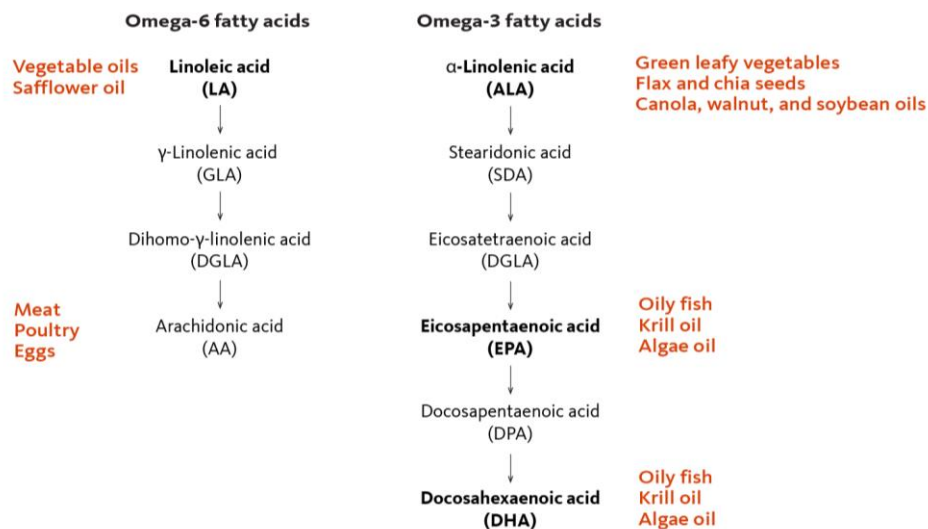 Omega-6 fatty acids
Omega-3 fatty acids
Vegetable oils
Safflower oil
Linoleic acid
(LA)
α-Linolenic acid
(ALA)
Green leafy vegetables
Flax and chia seeds
Canola, walnut, and soybean oils
γ-Linolenic acid
(GLA)
Stearidonic acid
(SDA)
Dihomo-γ-linolenic acid
(DGLA)
Eicosatetraenoic acid
(DGLA)
Meat
Poultry
Eggs
Arachidonic acid
(AA)
Eicosapentaenoic acid
(EPA)
Oily fish
Krill oil
Algae oil
Docosapentaenoic acid
(DPA)
Docosahexaenoic acid
(DHA)
Oily fish
Krill oil
Algae oil